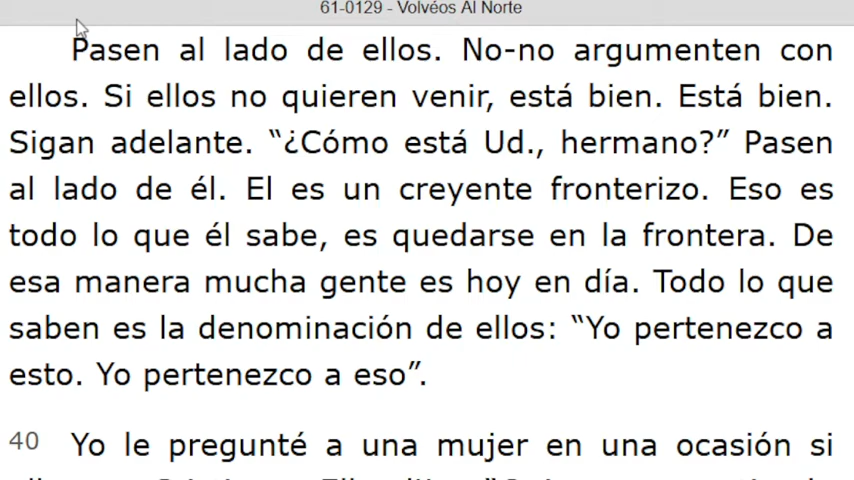 61-0129 - Volvéos Al Norte
Pasen al lado de ellos. No-no argumenten con
ellos. Si ellos no quieren venir, está bien. Está bien.
Sigan adelante. “¿Cómo está Ud., hermano?” Pasen
al lado de él. El es un creyente fronterizo. Eso es
todo lo que él sabe, es quedarse en la frontera. De
esa manera mucha gente es hoy en día. Todo lo que
saben es la denominación de ellos: “Yo pertenezco a
esto. Yo pertenezco a eso”.
40 Yo le pregunté a una mujer en una ocasión si